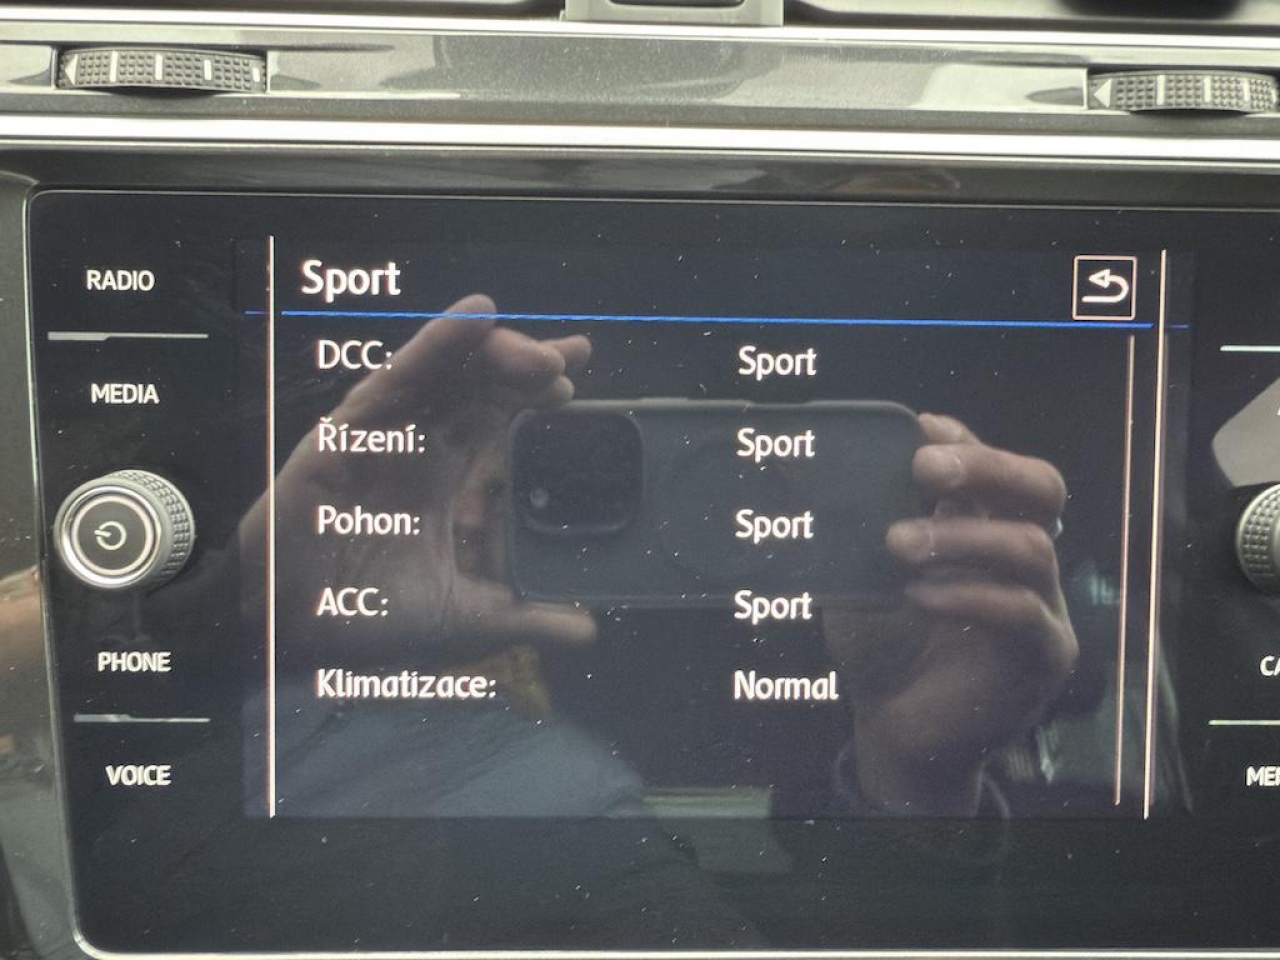 RADIO
MEDIA
PHONE
VOICE
Sport
DCC: Sport
Řízení: Sport
Pohon: Sport
ACC: Sport
Klimatizace: Normal